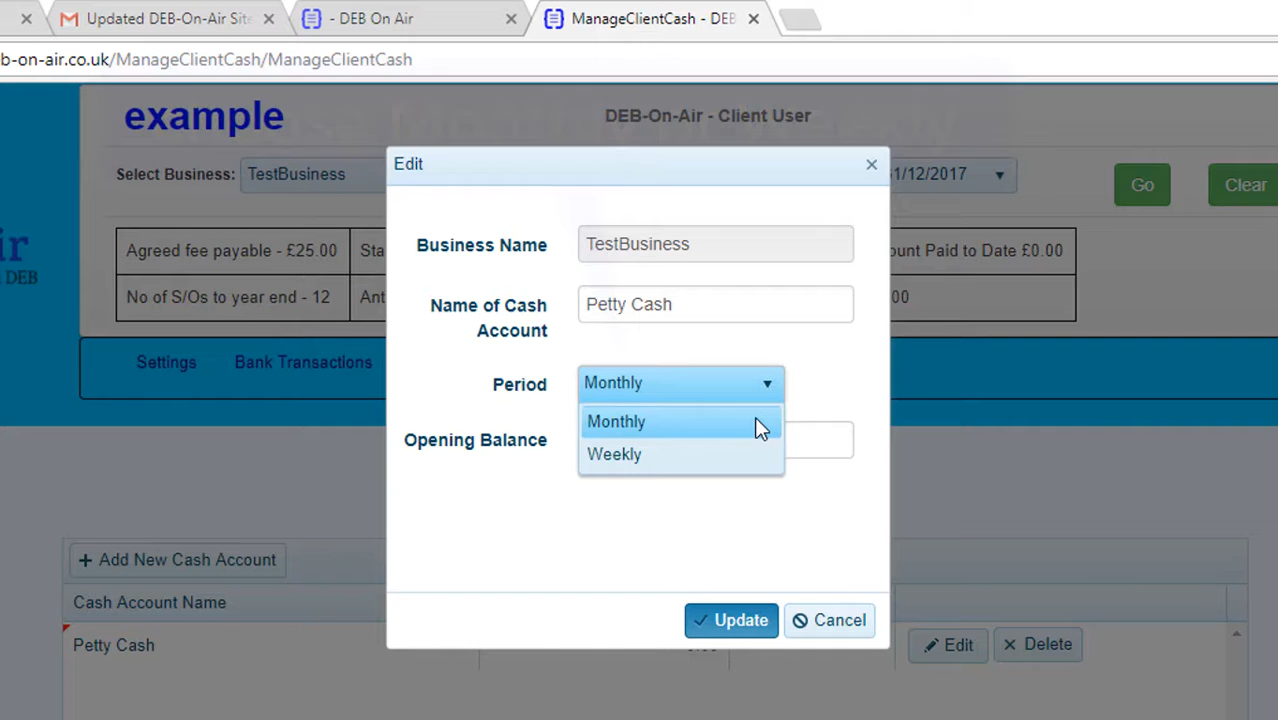 Updated DEB-On-Air Site
- DEB On Air
ManageClientCash - DEB
b-on-air.co.uk/ManageClientCash/ManageClientCash
example
DEB-On-Air - Client User
Select Business:
TestBusiness
1/12/2017
Go
Clear
Agreed fee payable - £25.00
Sta
ount Paid to Date £0.00
No of S/Os to year end - 12
Ant
00
ir
DEB
Settings
Bank Transactions
Edit
Business Name
TestBusiness
Name of Cash
Account
Petty Cash
Period
Monthly
Monthly
Weekly
Opening Balance
Update
Cancel
Add New Cash Account
Cash Account Name
Petty Cash
Edit
Delete